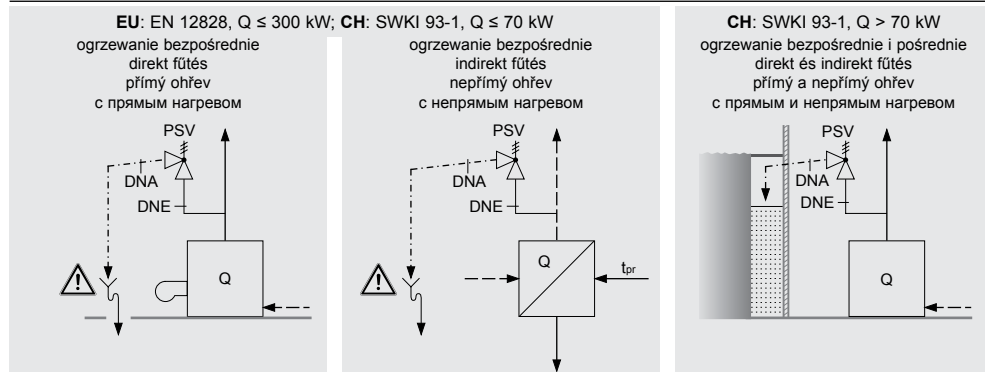 EU: EN 12828, Q ≤ 300 kW; CH: SWKI 93-1, Q ≤ 70 kW
ogrzewanie bezpośrednie
direkt fűtés
přímý ohřev
с прямым нагревом
PSV
DNA
DNE
Q
ogrzewanie bezpośrednie
indirekt fűtés
nepřímý ohřev
с непрямым нагревом
PSV
DNA
DNE
Q
tpr
CH: SWKI 93-1, Q > 70 kW
ogrzewanie bezpośrednie i pośrednie
direkt és indirekt fűtés
přímý a nepřímý ohřev
с прямым и непрямым нагревом
PSV
DNA
DNE
Q